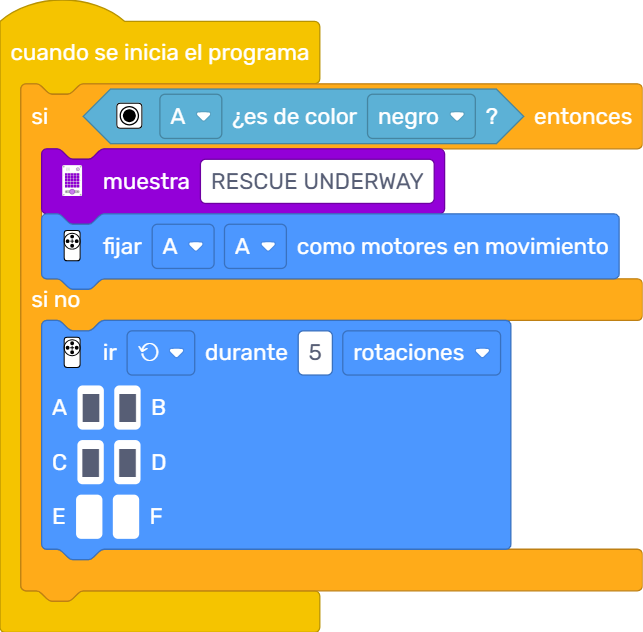 cuando se inicia el programa
si A ¿es de color negro ? entonces
muestra RESCUE UNDERWAY
fijar A A como motores en movimiento
si no
ir durante 5 rotaciones
A B
C D
E F